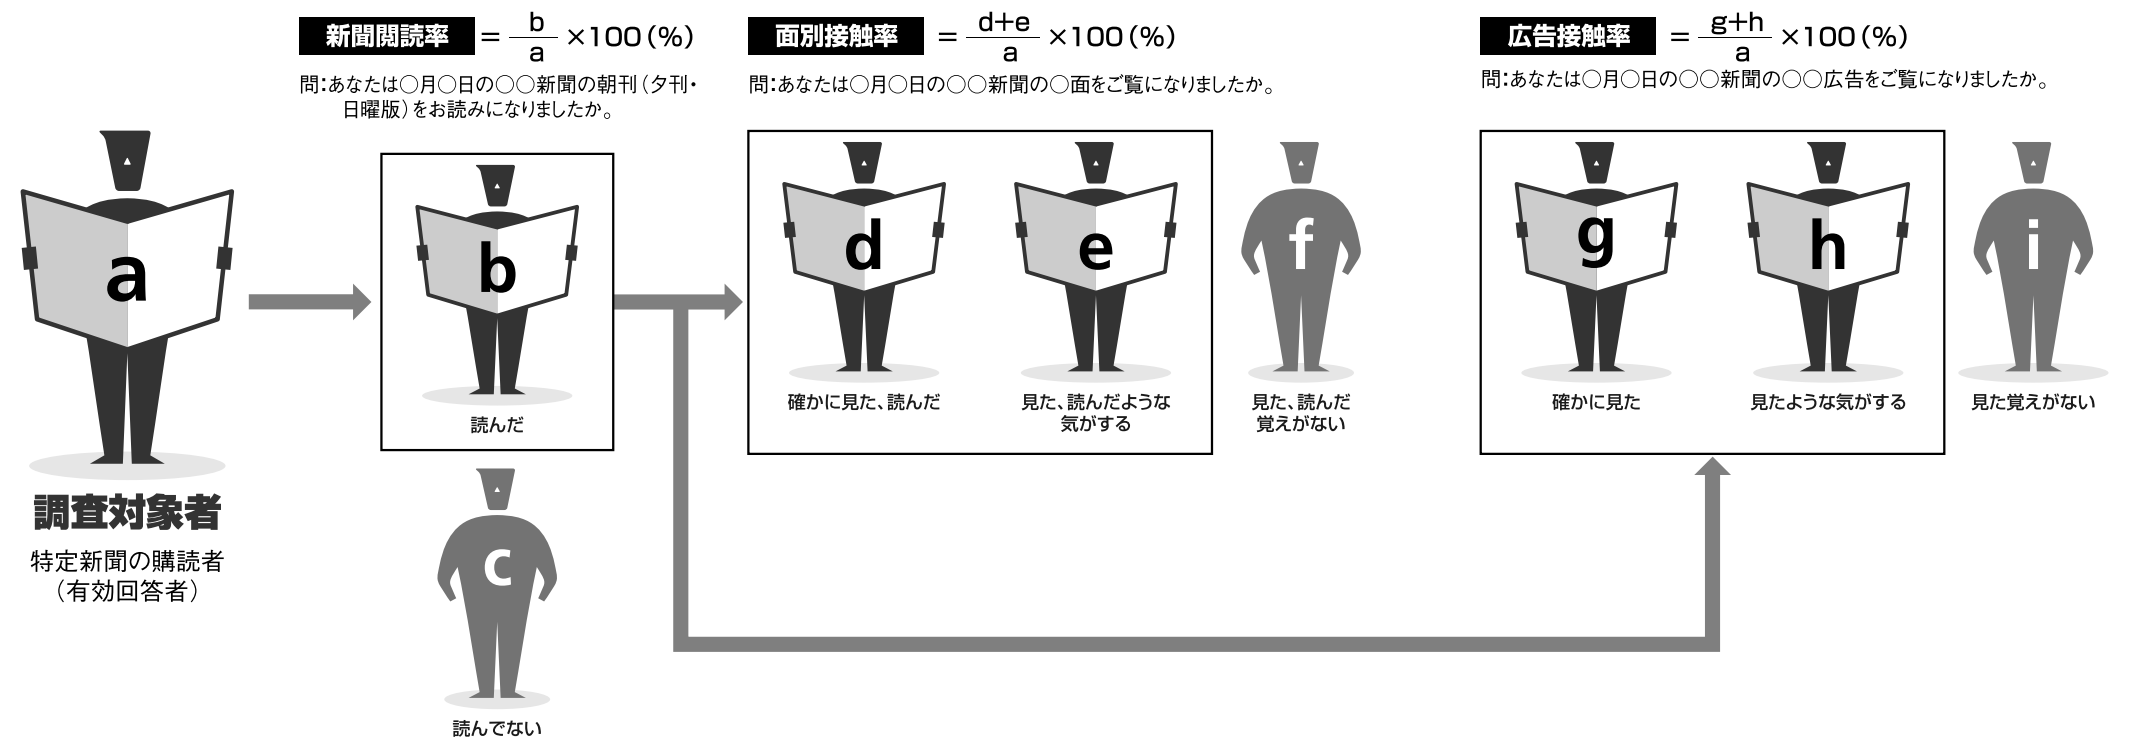 新聞閲読率 = b/a ×100(%)
問：あなたは○月○日の○○新聞の朝刊（夕刊・
日曜版）をお読みになりましたか。
面別接触率 = d+e/a ×100(%)
問：あなたは○月○日の○○新聞の○面をご覧になりましたか。
広告接触率 = g+h/a ×100(%)
問：あなたは○月○日の○○新聞の○○広告をご覧になりましたか。
a
調査対象者
特定新聞の購読者
（有効回答者）
b
読んだ
c
読んでない
d
確かに見た、読んだ
e
見た、読んだような
気がする
f
見た、読んだ
覚えがない
g
確かに見た
h
見たような気がする
i
見た覚えがない